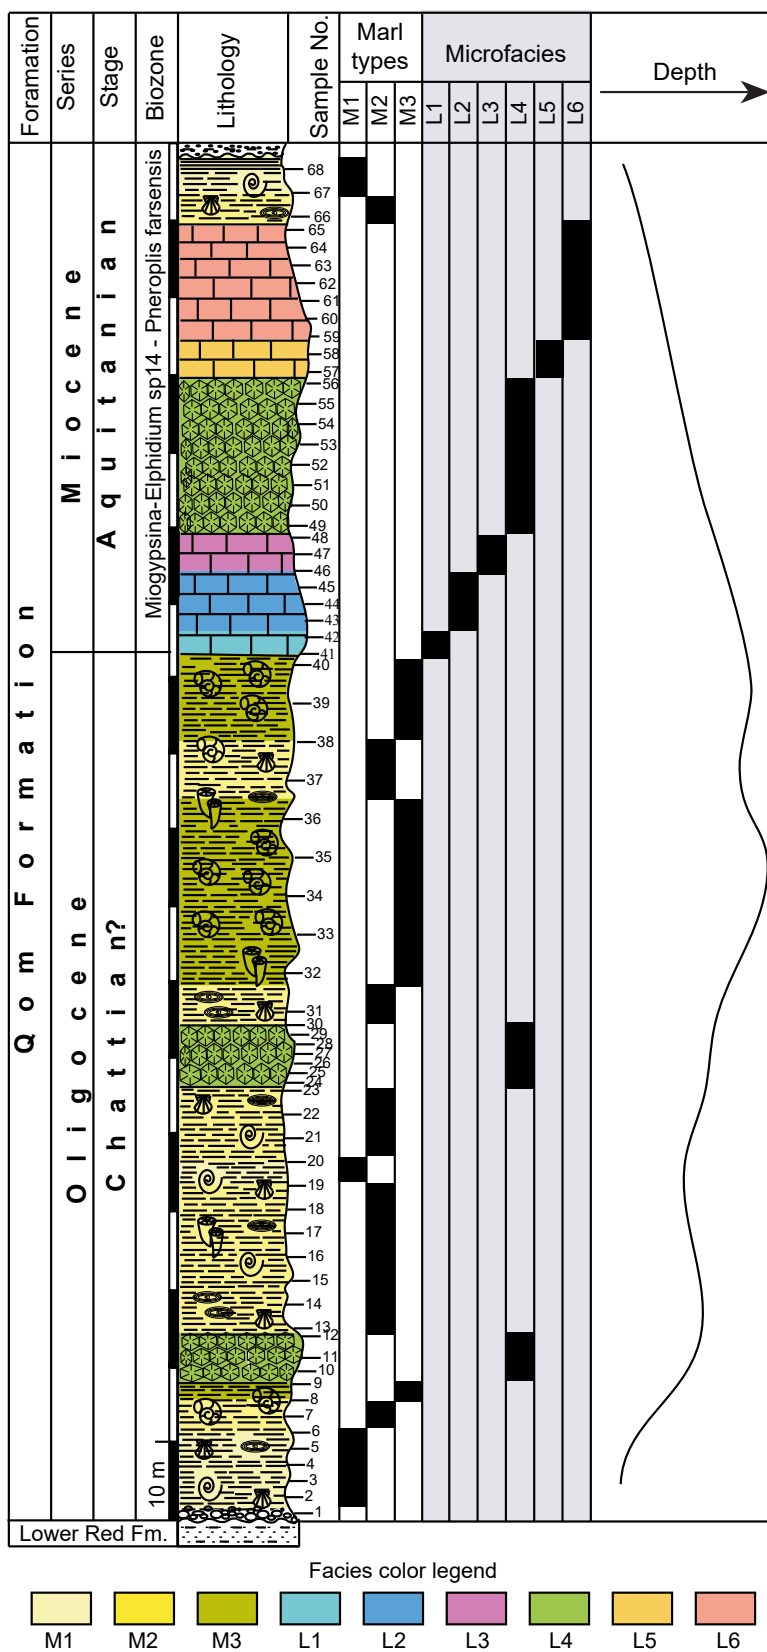 Foramation
Series
Stage
Biozone
Lithology
Sample No.
Marl
types
M1
M2
M3
Microfacies
L1
L2
L3
L4
L5
L6
Depth
Qom Formation
Miocene
Oligocene
Aquitanian
Chattian?
Miogypsina-Elphidium sp14 - Pneroplis farsensis
10 m
68
67
66
65
64
63
62
61
60
59
58
57
56
55
54
53
52
51
50
49
48
47
46
45
44
43
42
41
40
39
38
37
36
35
34
33
32
31
30
29
28
27
26
25
24
23
22
21
20
19
18
17
16
15
14
13
12
11
10
9
8
7
6
5
4
3
2
1
Lower Red Fm.
Facies color legend
M1 M2 M3 L1 L2 L3 L4 L5 L6